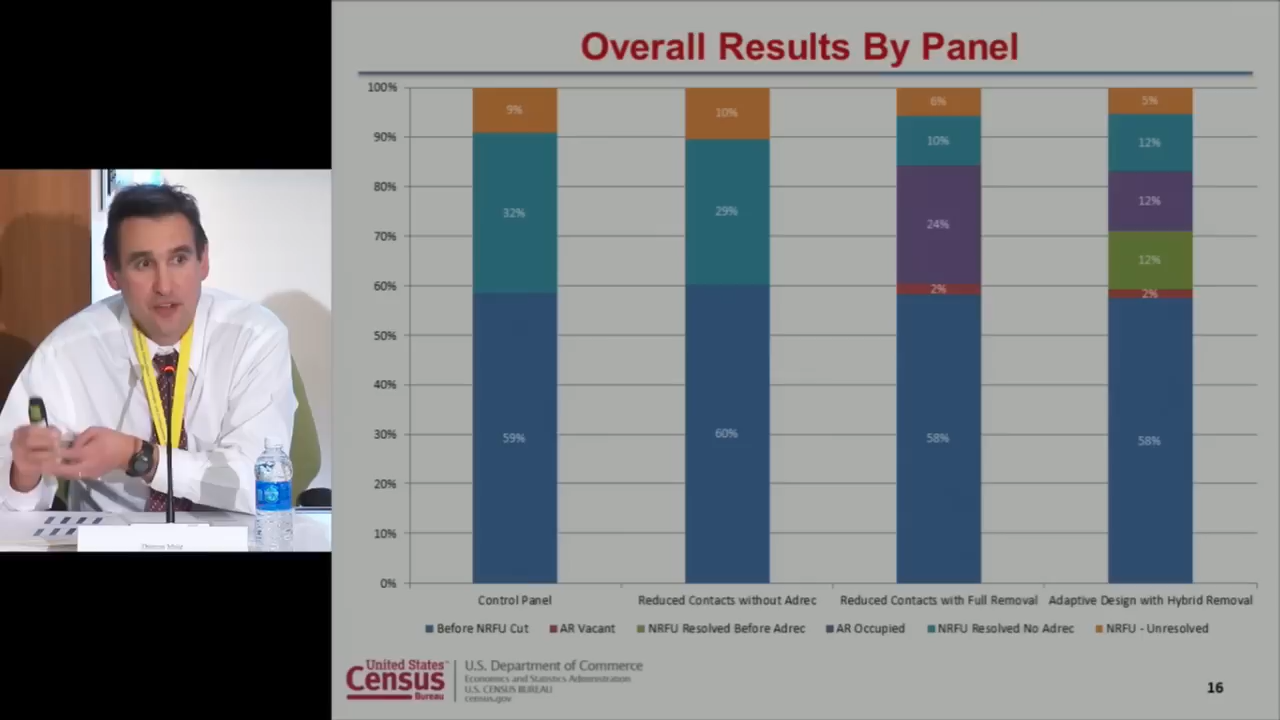 Overall Results By Panel
100%
90%
80%
70%
60%
50%
40%
30%
20%
10%
0%
9%
32%
59%
10%
29%
60%
6%
10%
24%
2%
58%
5%
12%
12%
12%
2%
58%
Control Panel
Reduced Contacts without Adrec
Reduced Contacts with Full Removal
Adaptive Design with Hybrid Removal
Before NRFU Cut
AR Vacant
NRFU Resolved Before Adrec
AR Occupied
NRFU Resolved No Adrec
NRFU - Unresolved
United States
Census
Bureau
U.S. Department of Commerce
Economics and Statistics Administration
U.S. CENSUS BUREAU
census.gov
16